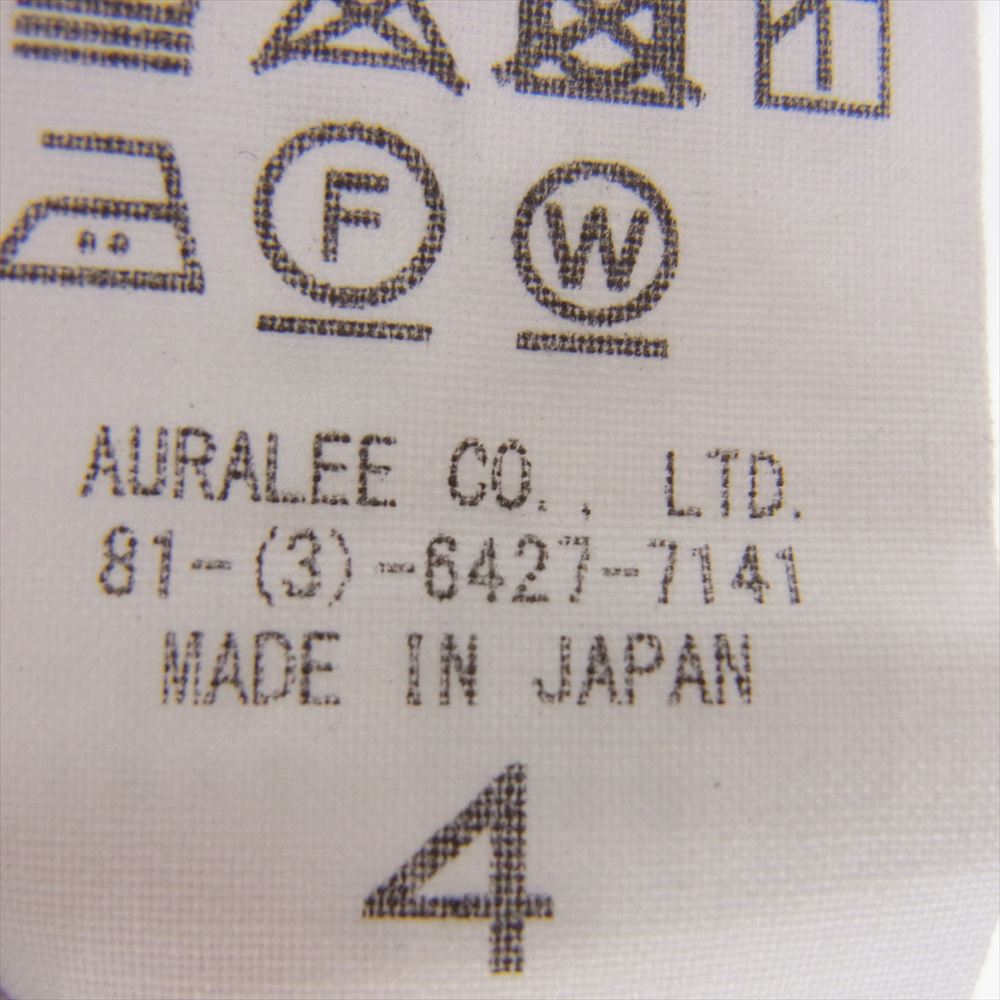 F W
AURALEE CO., LTD.
81-(3)-6427-7141
MADE IN JAPAN
4